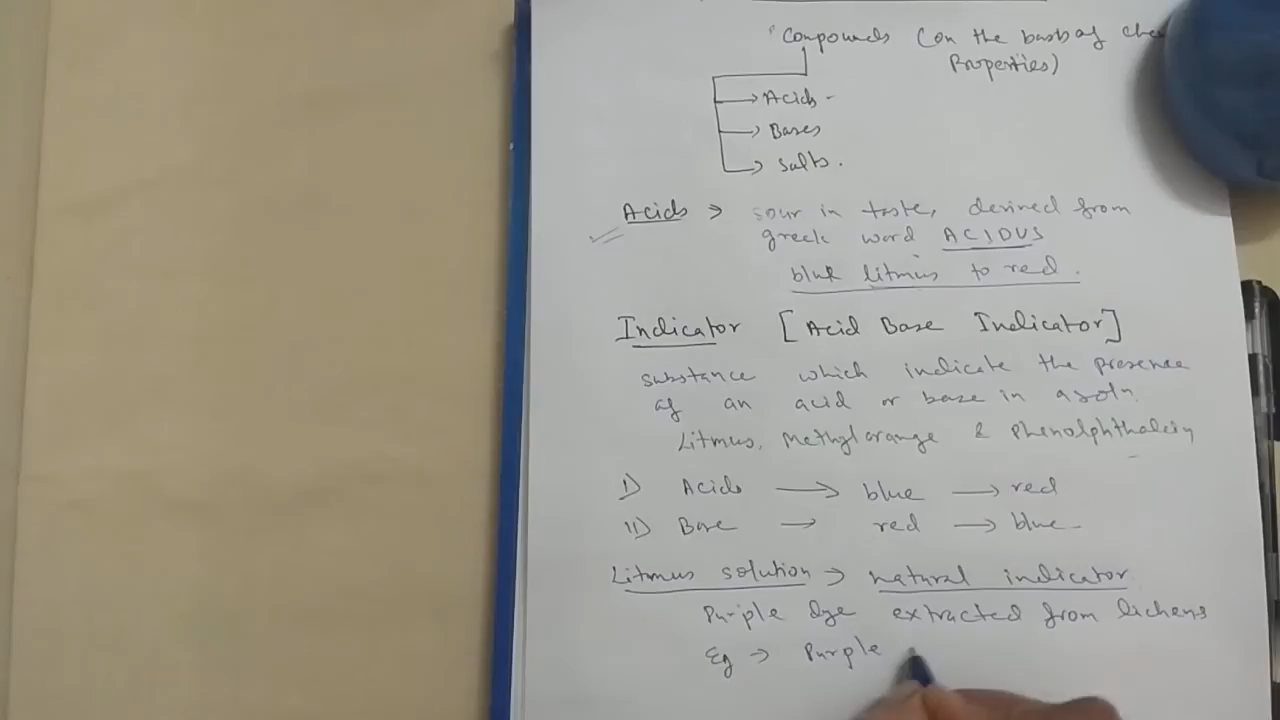 Compounds (on the basis of che
Properties)
→ Acids -
→ Bases
→ Salts.
Acids → sour in taste, derived from
greek word ACIDUS
blue litmus to red.
Indicator [Acid Base Indicator]
substance which indicate the presence
of an acid or base in a soln.
Litmus, Methyl orange & Phenolphthalein
I) Acids → blue → red
II) Base → red → blue -
Litmus solution → natural indicator
Purple dye extracted from lichens
Eg → Purple